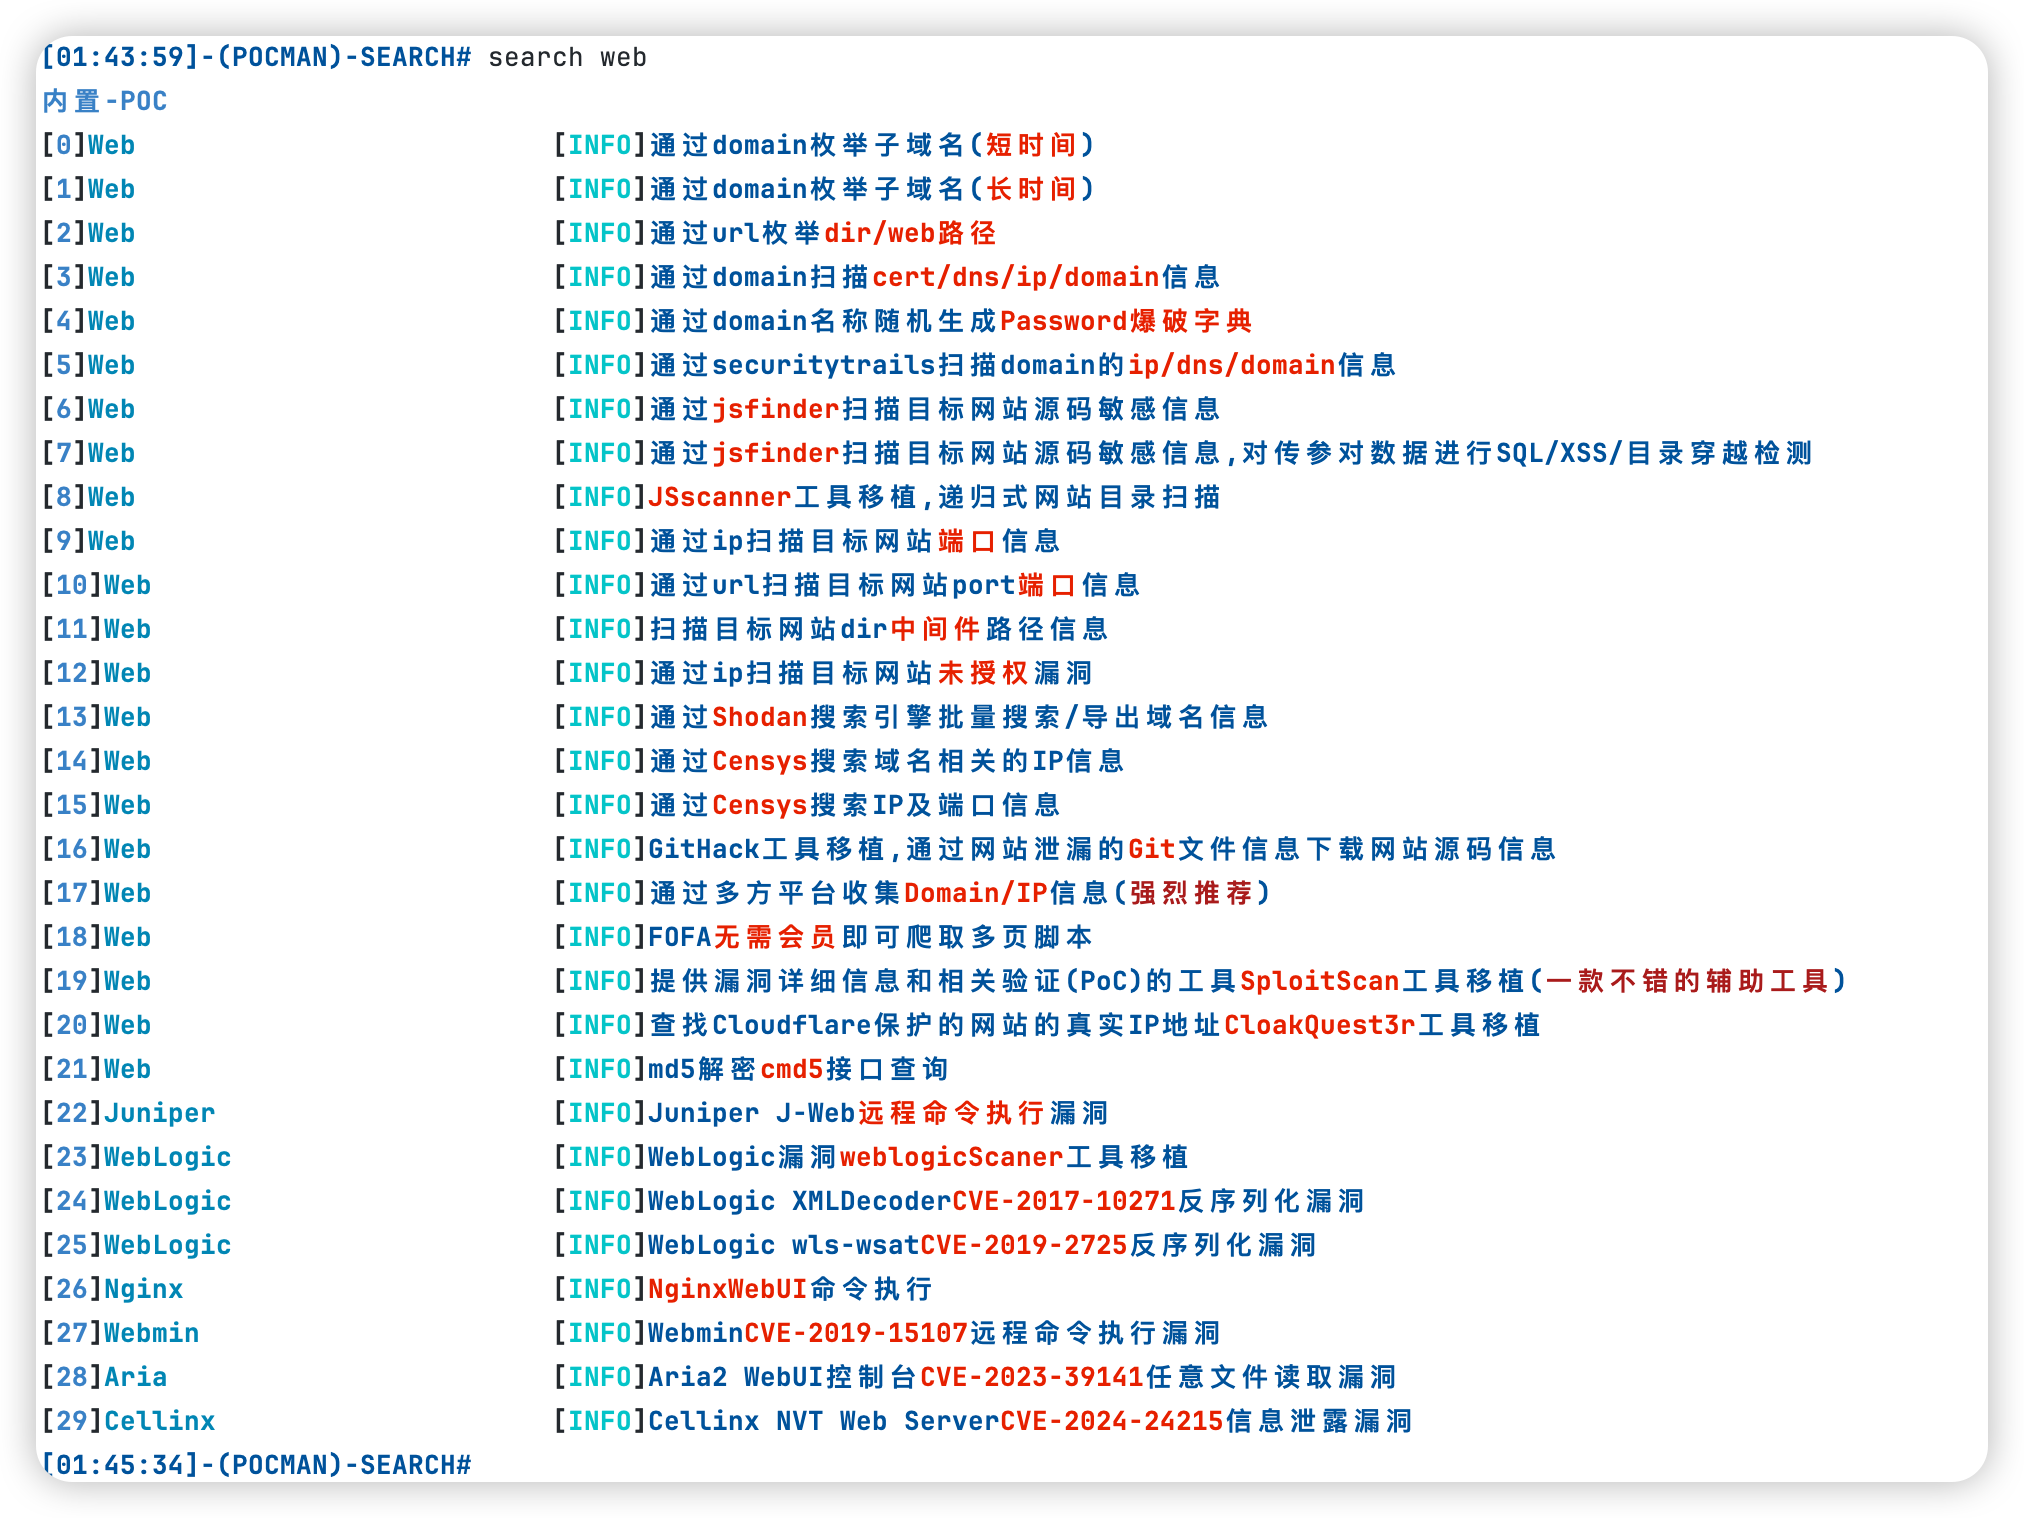 [01:43:59]-(POCMAN)-SEARCH# search web
内置-POC
[0]Web [INFO]通过domain枚举子域名(短时间)
[1]Web [INFO]通过domain枚举子域名(长时间)
[2]Web [INFO]通过url枚举dir/web路径
[3]Web [INFO]通过domain扫描cert/dns/ip/domain信息
[4]Web [INFO]通过domain名称随机生成Password爆破字典
[5]Web [INFO]通过securitytrails扫描domain的ip/dns/domain信息
[6]Web [INFO]通过jsfinder扫描目标网站源码敏感信息
[7]Web [INFO]通过jsfinder扫描目标网站源码敏感信息,对传参对数据进行SQL/XSS/目录穿越检测
[8]Web [INFO]JSscanner工具移植,递归式网站目录扫描
[9]Web [INFO]通过ip扫描目标网站端口信息
[10]Web [INFO]通过url扫描目标网站port端口信息
[11]Web [INFO]扫描目标网站dir中间件路径信息
[12]Web [INFO]通过ip扫描目标网站未授权漏洞
[13]Web [INFO]通过Shodan搜索引擎批量搜索/导出域名信息
[14]Web [INFO]通过Censys搜索域名相关的IP信息
[15]Web [INFO]通过Censys搜索IP及端口信息
[16]Web [INFO]GitHack工具移植,通过网站泄漏的Git文件信息下载网站源码信息
[17]Web [INFO]通过多方平台收集Domain/IP信息(强烈推荐)
[18]Web [INFO]FOFA无需会员即可爬取多页脚本
[19]Web [INFO]提供漏洞详细信息和相关验证(PoC)的工具SploitScan工具移植(一款不错的辅助工具)
[20]Web [INFO]查找Cloudflare保护的网站的真实IP地址CloakQuest3r工具移植
[21]Web [INFO]md5解密cmd5接口查询
[22]Juniper [INFO]Juniper J-Web远程命令执行漏洞
[23]WebLogic [INFO]WebLogic漏洞weblogicScaner工具移植
[24]WebLogic [INFO]WebLogic XMLDecoderCVE-2017-10271反序列化漏洞
[25]WebLogic [INFO]WebLogic wls-wsatCVE-2019-2725反序列化漏洞
[26]Nginx [INFO]NginxWebUI命令执行
[27]Webmin [INFO]WebminCVE-2019-15107远程命令执行漏洞
[28]Aria [INFO]Aria2 WebUI控制台CVE-2023-39141任意文件读取漏洞
[29]Cellinx [INFO]Cellinx NVT Web ServerCVE-2024-24215信息泄露漏洞
[01:45:34]-(POCMAN)-SEARCH#